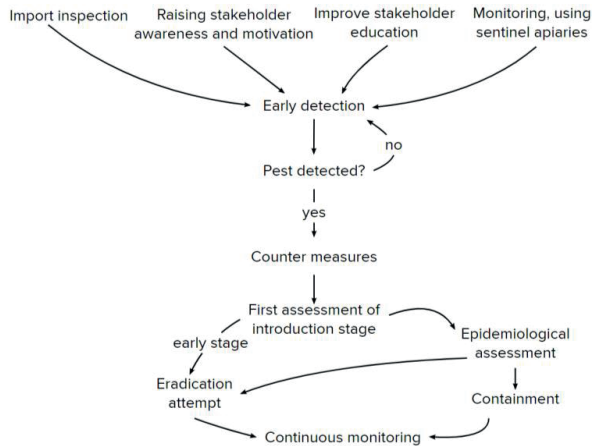 Import inspection
Raising stakeholder
awareness and motivation
Improve stakeholder
education
Monitoring, using
sentinel apiaries
Early detection
no
Pest detected?
yes
Counter measures
First assessment of
introduction stage
early stage
Epidemiological
assessment
Eradication
attempt
Containment
Continuous monitoring